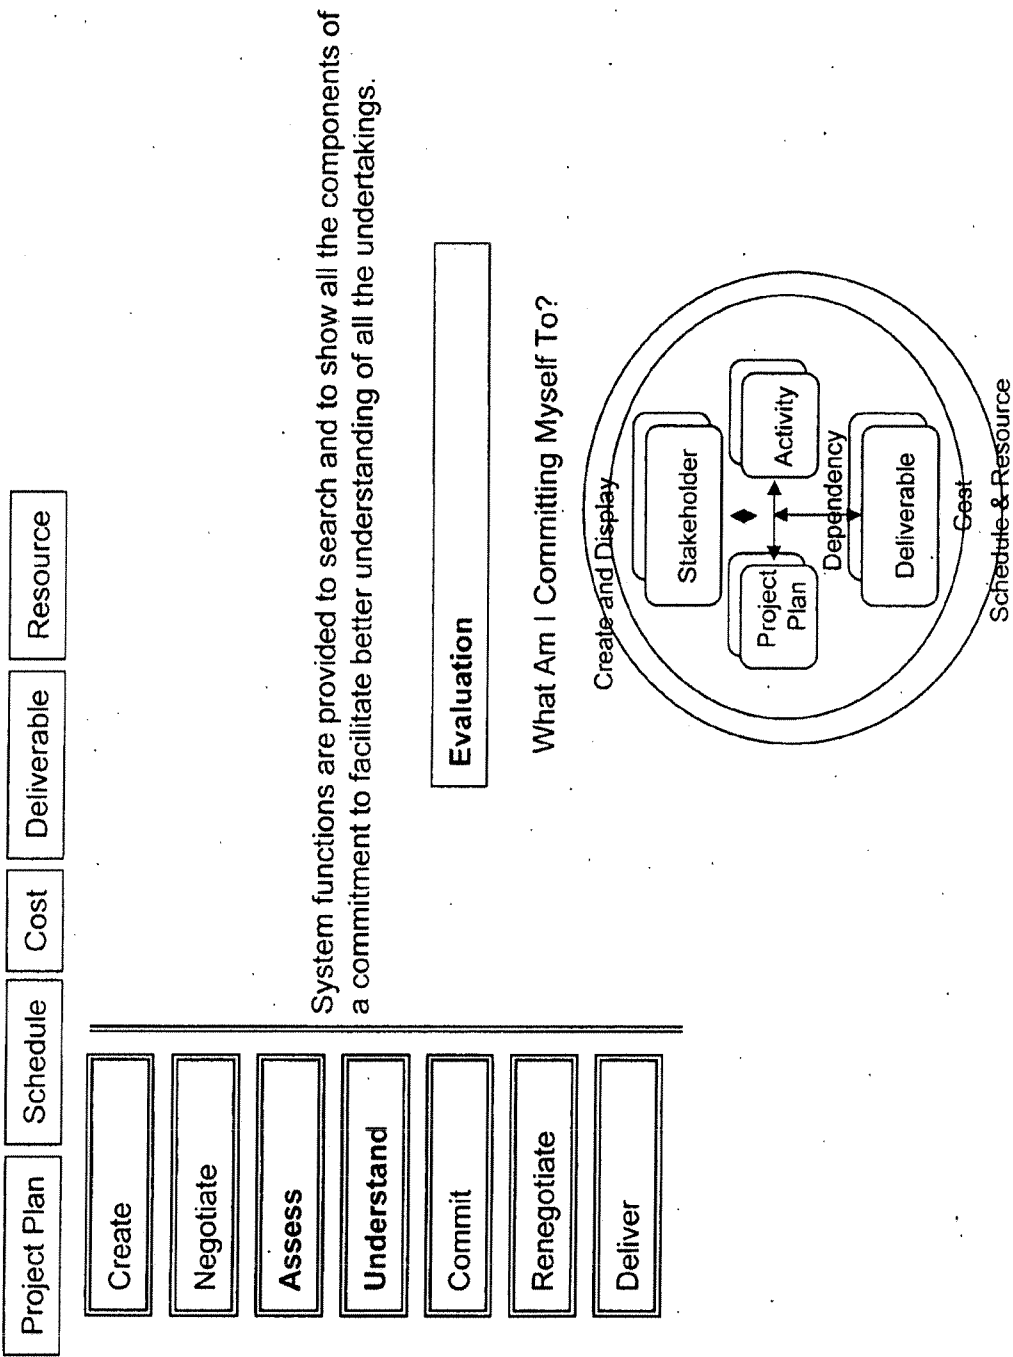 Project Plan
Schedule
Cost
Deliverable
Resource
Create
Negotiate
Assess
Understand
Commit
Renegotiate
Deliver
System functions are provided to search and to show all the components of
a commitment to facilitate better understanding of all the undertakings.
Evaluation
What Am I Committing Myself To?
Create and Display
Stakeholder
Project
Plan
Activity
Dependency
Deliverable
Cost
Schedule & Resource